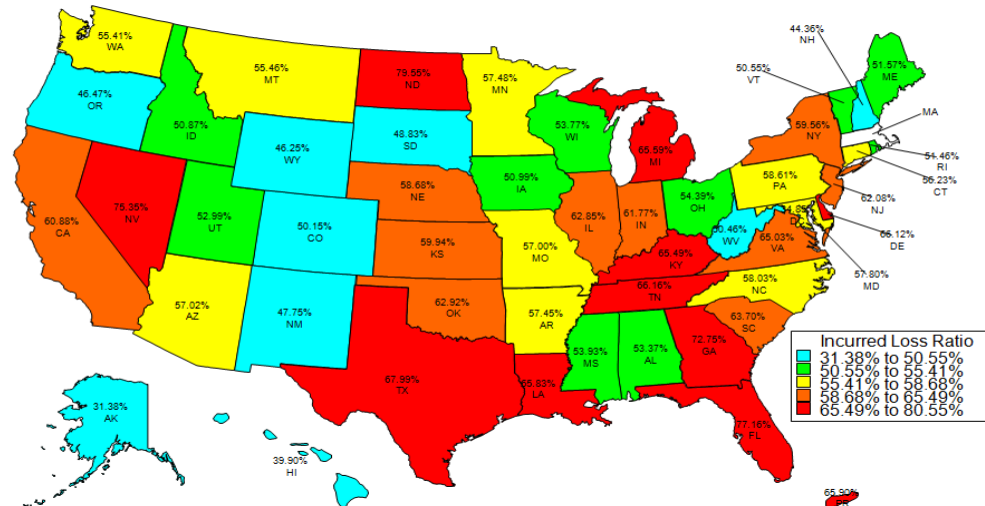 55.41%
WA
46.47%
OR
60.88%
CA
75.35%
NV
50.87%
ID
55.46%
MT
46.25%
WY
52.99%
UT
50.15%
CO
57.02%
AZ
47.75%
NM
79.55%
ND
48.83%
SD
58.68%
NE
59.94%
KS
62.92%
OK
67.99%
TX
57.48%
MN
50.99%
IA
57.00%
MO
57.45%
AR
65.83%
LA
53.77%
WI
62.85%
IL
61.77%
IN
65.59%
MI
54.39%
OH
65.49%
KY
66.16%
TN
53.93%
MS
53.37%
AL
72.75%
GA
77.16%
FL
63.70%
SC
58.03%
NC
65.03%
VA
50.46%
WV
DC
58.61%
PA
59.56%
NY
50.55%
VT
44.36%
NH
51.57%
ME
MA
51.46%
RI
56.23%
CT
62.08%
NJ
DE
57.80%
MD
31.38%
AK
39.90%
HI
65.90%
PR
Incurred Loss Ratio
31.38% to 50.55%
50.55% to 55.41%
55.41% to 58.68%
58.68% to 65.49%
65.49% to 80.55%